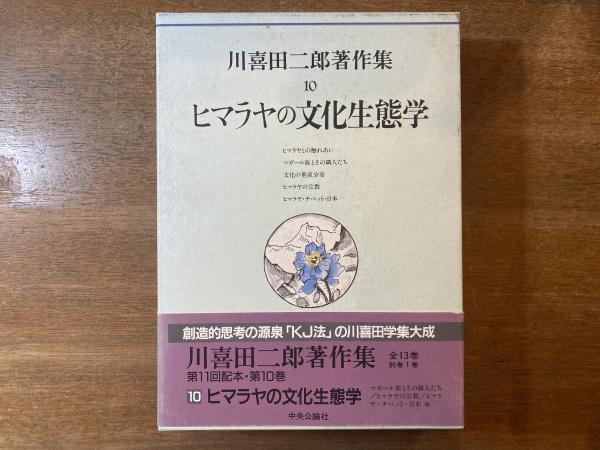 川喜田二郎著作集
10
ヒマラヤの文化生態学
ヒマラヤとの触れあい
マガール族とその隣人たち
文化の垂直分布
ヒマラヤの宗教
ヒマラヤ・チベット・日本
創造的思考の源泉「KJ法」の川喜田学集大成
川喜田二郎著作集 全13巻 別巻1巻
第11回配本・第10巻
10 ヒマラヤの文化生態学
マガール族とその隣人たち
/ヒマラヤの宗教/ヒマラ
ヤ・チベット・日本 他
中央公論社